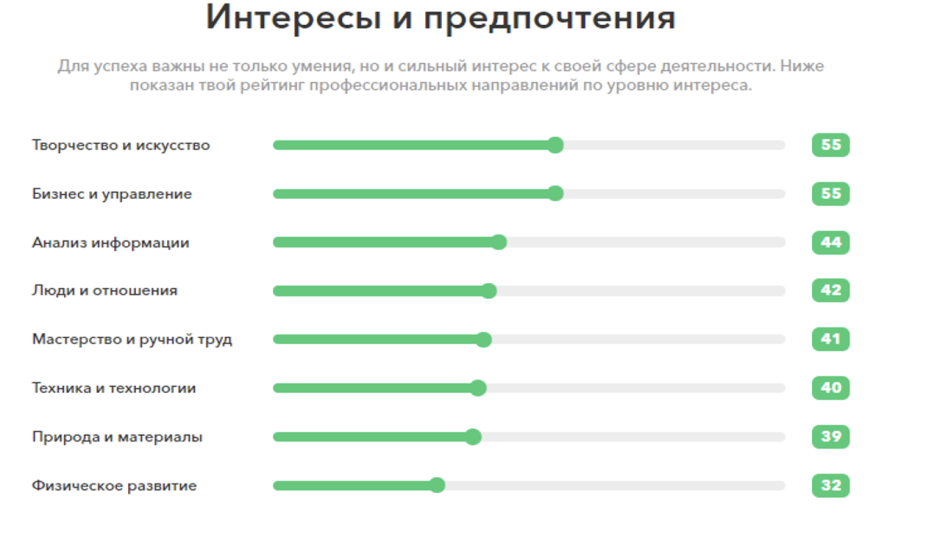 Интересы и предпочтения
Для успеха важны не только умения, но и сильный интерес к своей сфере деятельности. Ниже
показан твой рейтинг профессиональных направлений по уровню интереса.
Творчество и искусство 55
Бизнес и управление 55
Анализ информации 44
Люди и отношения 42
Мастерство и ручной труд 41
Техника и технологии 40
Природа и материалы 39
Физическое развитие 32